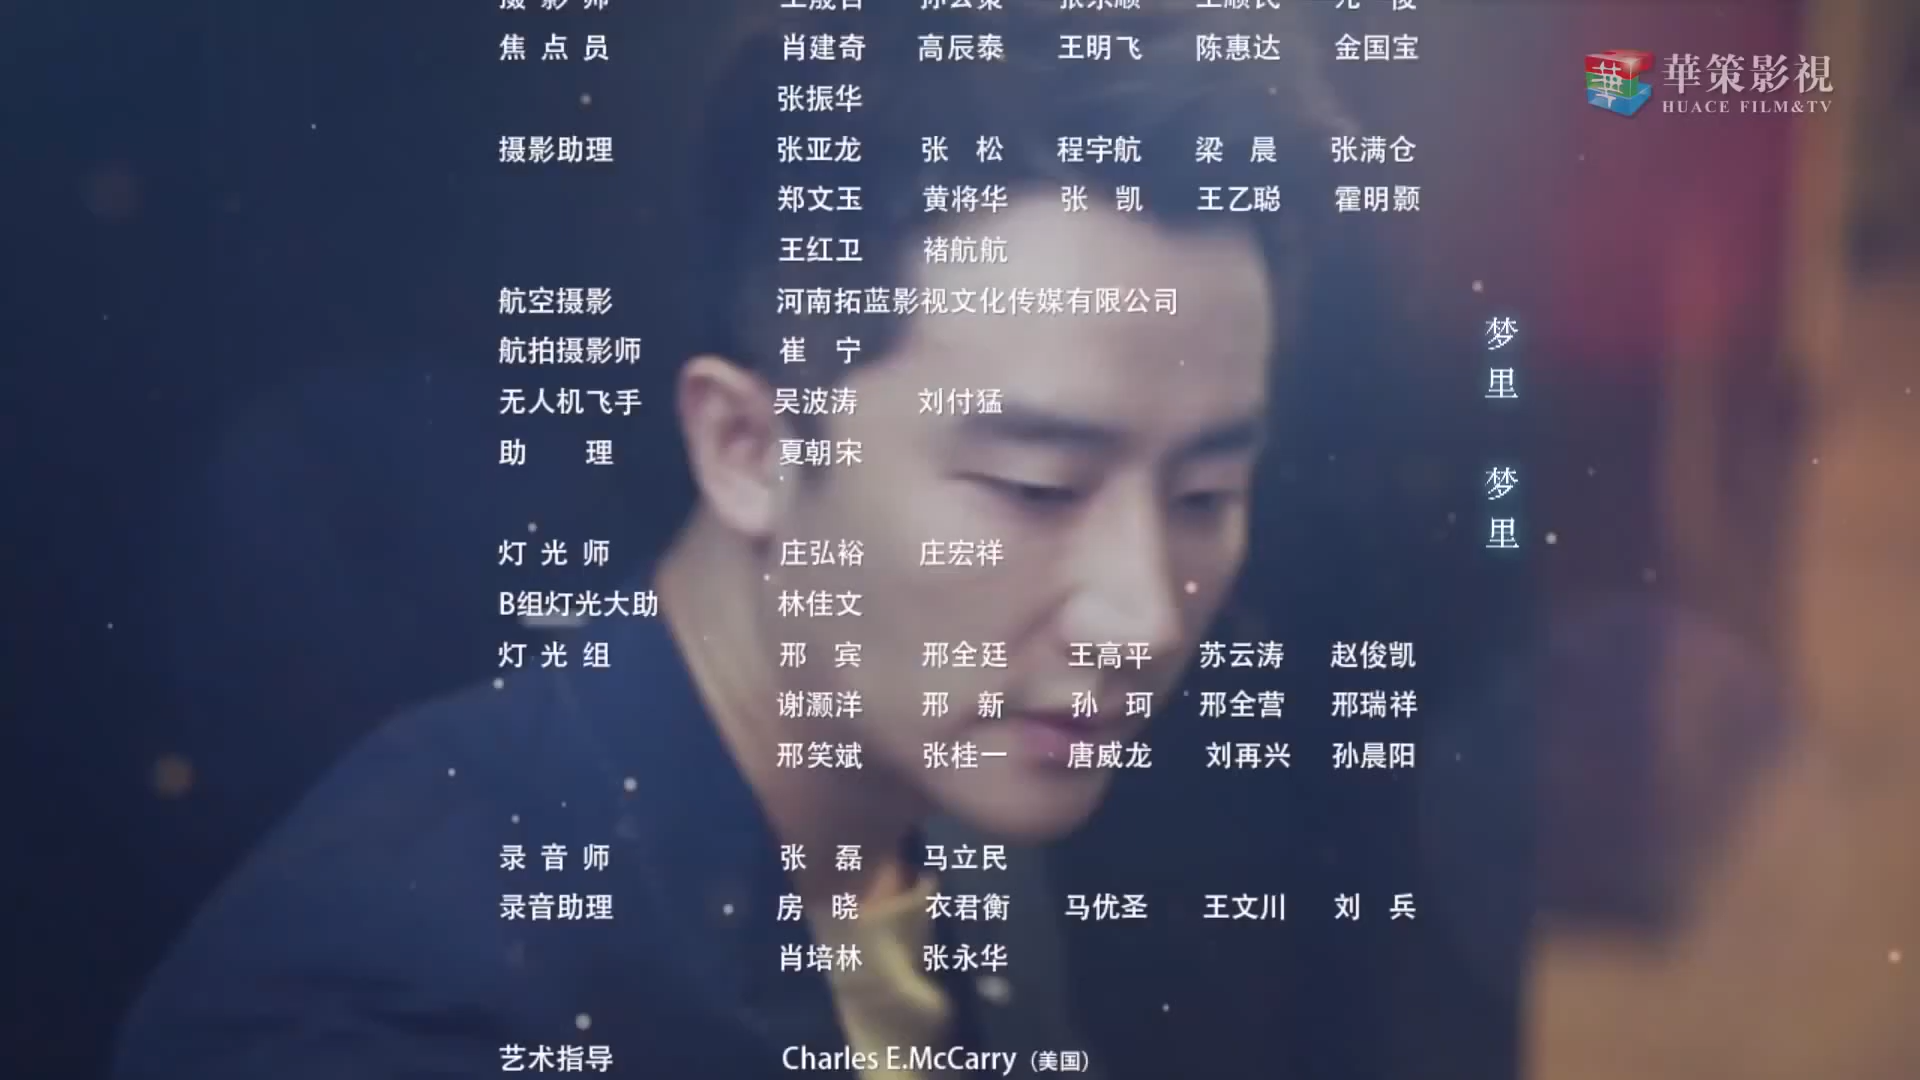 焦点员 肖建奇 高辰泰 王明飞 陈惠达 金国宝
張振华
摄影助理 张亚龙 张松 程宇航 梁晨 张满仓
郑文玉 黄将华 张凯 王乙聪 霍明颢
王红卫 褚航航
航空摄影 河南拓蓝影视文化传媒有限公司
航拍摄影师 崔宁
无人机飞手 吴波涛 刘付猛
助理 夏朝宋
灯光师 庄弘裕 庄宏祥
B组灯光大助 林佳文
灯光组 邢宾 邢全廷 王高平 苏云涛 赵俊凯
谢灏洋 邢新 孙珂 邢全营 邢瑞祥
邢笑斌 张桂一 唐威龙 刘再兴 孙晨阳
录音师 张磊 马立民
录音助理 房晓 衣君衡 马优圣 王文川 刘兵
肖培林 张永华
艺术指导 Charles E.McCarry（美国）
華策影視
HUACE FILM&TV
梦里 梦里